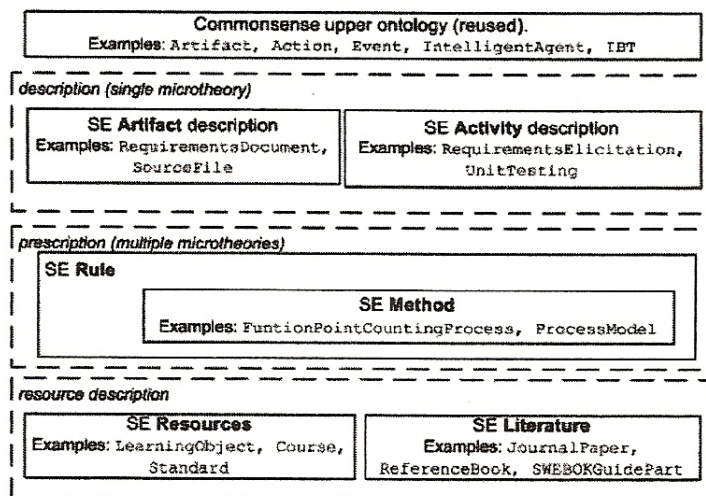 Commonsense upper ontology (reused).
Examples: Artifact, Action, Event, IntelligentAgent, IBT
description (single microtheory)
SE Artifact description
Examples: RequirementsDocument,
SourceFile
SE Activity description
Examples: RequirementsElicitation,
UnitTesting
prescription (multiple microtheories)
SE Rule
SE Method
Examples: FuntionPointCountingProcess, ProcessModel
resource description
SE Resources
Examples: LearningObject, Course,
Standard
SE Literature
Examples: JournalPaper,
ReferenceBook, SWEBOKGuidePart